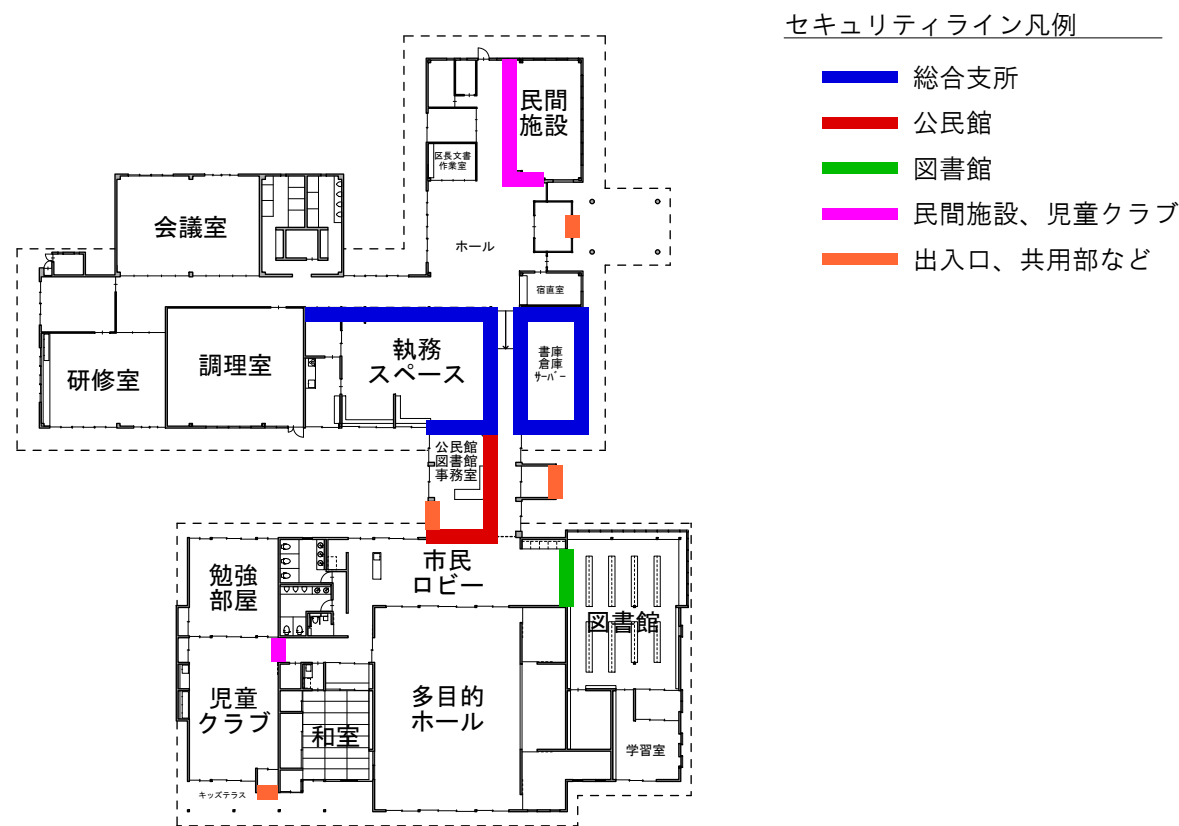 セキュリティライン凡例
総合支所
公民館
図書館
民間施設、児童クラブ
出入口、共用部など
民間
施設
区長文書
作業室
会議室
ホール
宿直室
執務
スペース
書庫
倉庫
サーバー
調理室
研修室
公民館
図書館
事務室
市民
ロビー
勉強
部屋
図書館
児童
クラブ
多目的
ホール
和室
学習室
キッズテラス